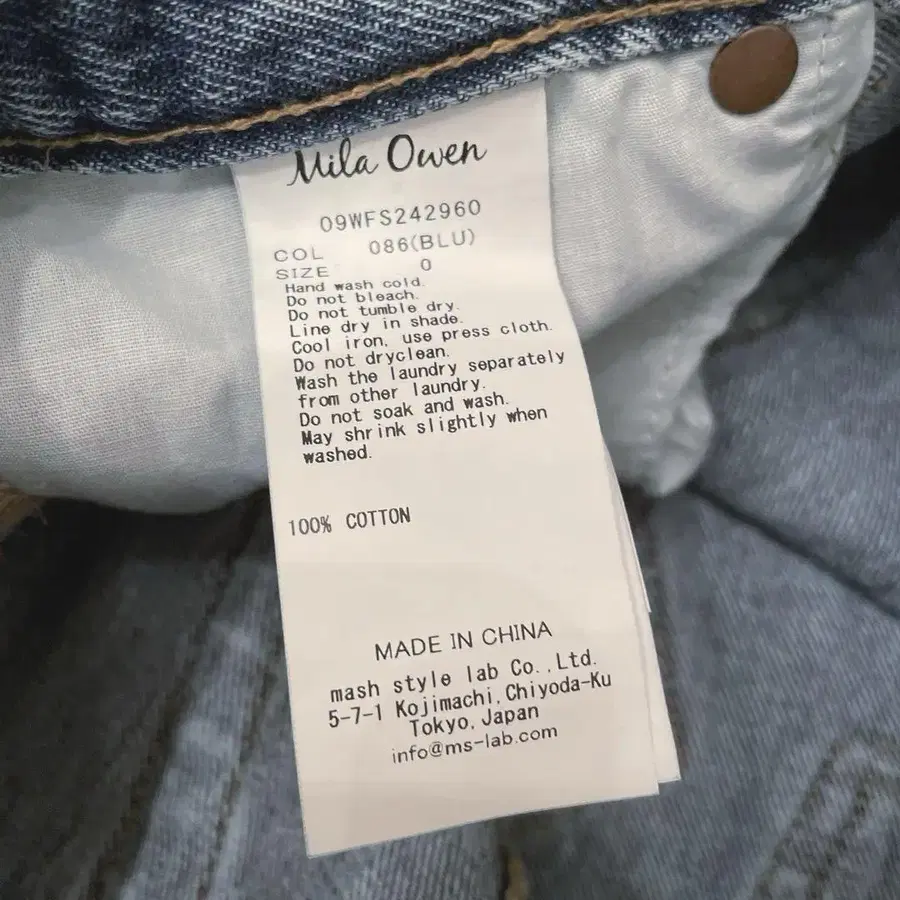 Mila Owen
09WFS242960
COL 086(BLU)
SIZE 0
Hand wash cold.
Do not bleach.
Do not tumble dry.
Line dry in shade.
Cool iron, use press cloth.
Do not dryclean.
Wash the laundry separately
from other laundry.
Do not soak and wash.
May shrink slightly when
washed.
100% COTTON
MADE IN CHINA
mash style lab Co.,Ltd.
5-7-1 Kojimachi,Chiyoda-Ku
Tokyo,Japan
info@ms-lab.com